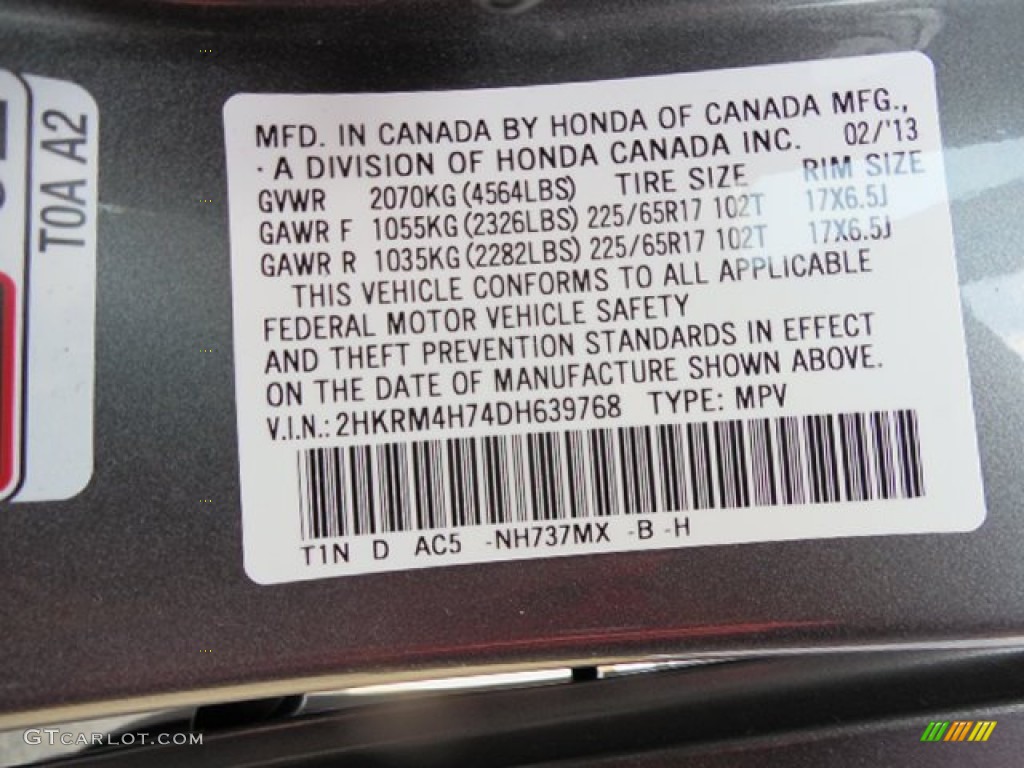 T0A A2
MFD. IN CANADA BY HONDA OF CANADA MFG.,
· A DIVISION OF HONDA CANADA INC. 02/'13
GVWR 2070KG (4564LBS) TIRE SIZE RIM SIZE
GAWR F 1055KG (2326LBS) 225/65R17 102T 17X6.5J
GAWR R 1035KG (2282LBS) 225/65R17 102T 17X6.5J
THIS VEHICLE CONFORMS TO ALL APPLICABLE
FEDERAL MOTOR VEHICLE SAFETY
AND THEFT PREVENTION STANDARDS IN EFFECT
ON THE DATE OF MANUFACTURE SHOWN ABOVE.
V.I.N.: 2HKRM4H74DH639768 TYPE: MPV
T1N D AC5 -NH737MX -B -H
GTCARLOT.COM